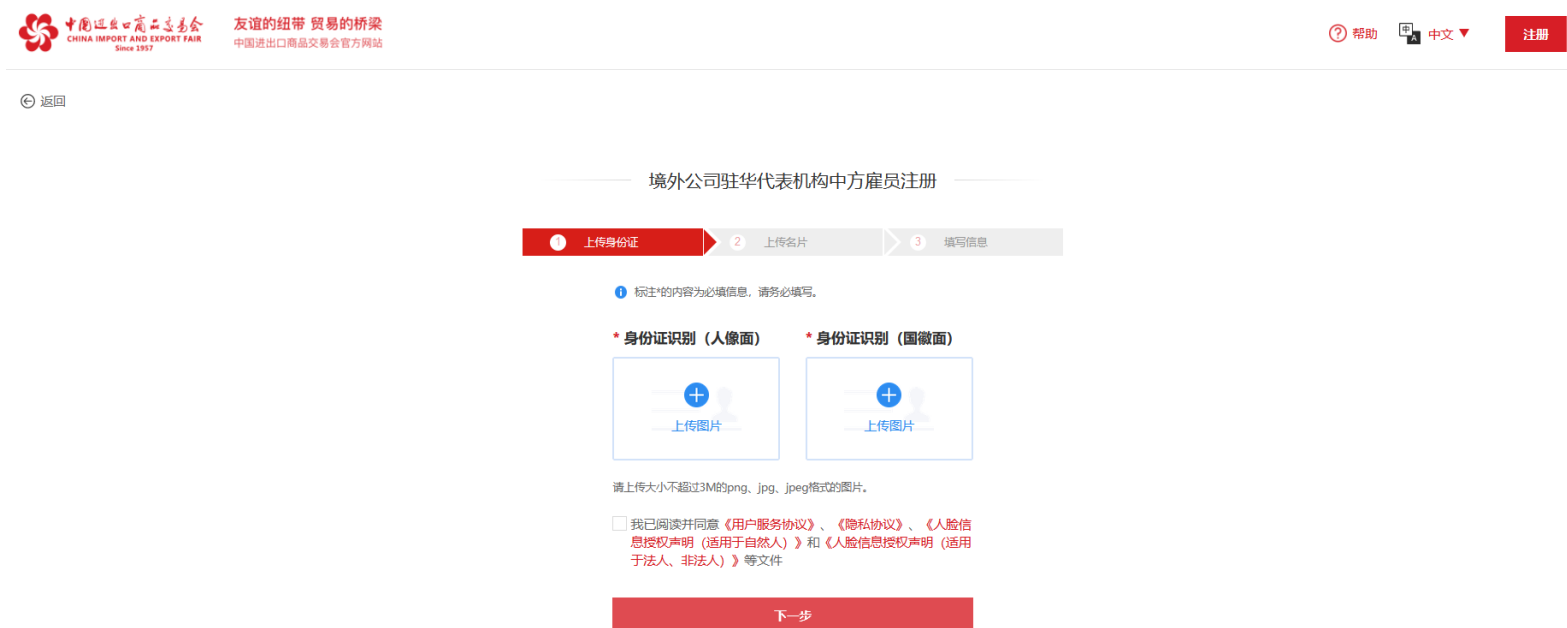 中国进出口商品交易会
CHINA IMPORT AND EXPORT FAIR
Since 1957
友谊的纽带 贸易的桥梁
中国进出口商品交易会官方网站
? 帮助
中 A 中文
注册
返回
境外公司驻华代表机构中方雇员注册
1 上传身份证
2 上传名片
3 填写信息
标注*的内容为必填信息，请务必填写。
* 身份证识别（人像面）
* 身份证识别（国徽面）
上传图片
上传图片
请上传大小不超过3M的png、jpg、jpeg格式的图片。
我已阅读并同意《用户服务协议》、《隐私协议》、《人脸信
息授权声明（适用于自然人）》和《人脸信息授权声明（适用
于法人、非法人）》等文件
下一步